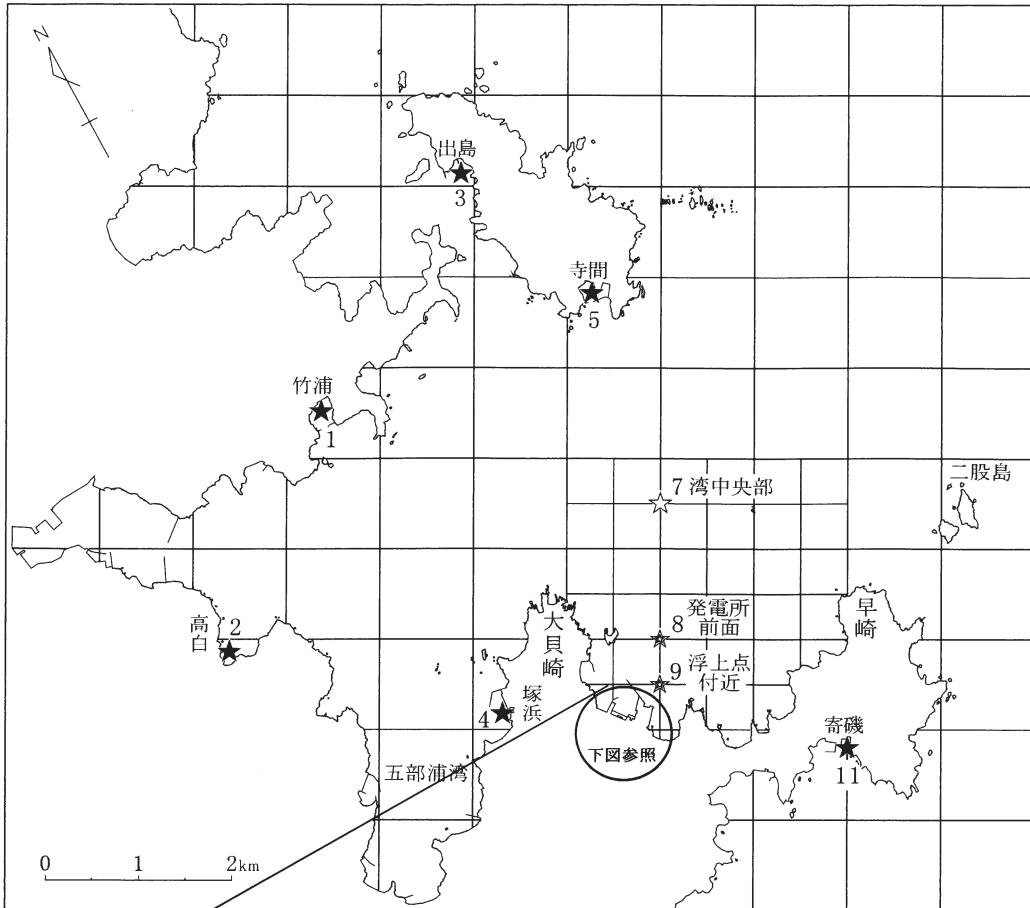 N
出島
3
寺間
5
竹浦
1
二股島
7 湾中央部
高白
2
大貝崎
8
発電所
前面
早崎
9
浮上点
付近
4
塚浜
寄磯
11
下図参照
五部浦湾
0 1 2km